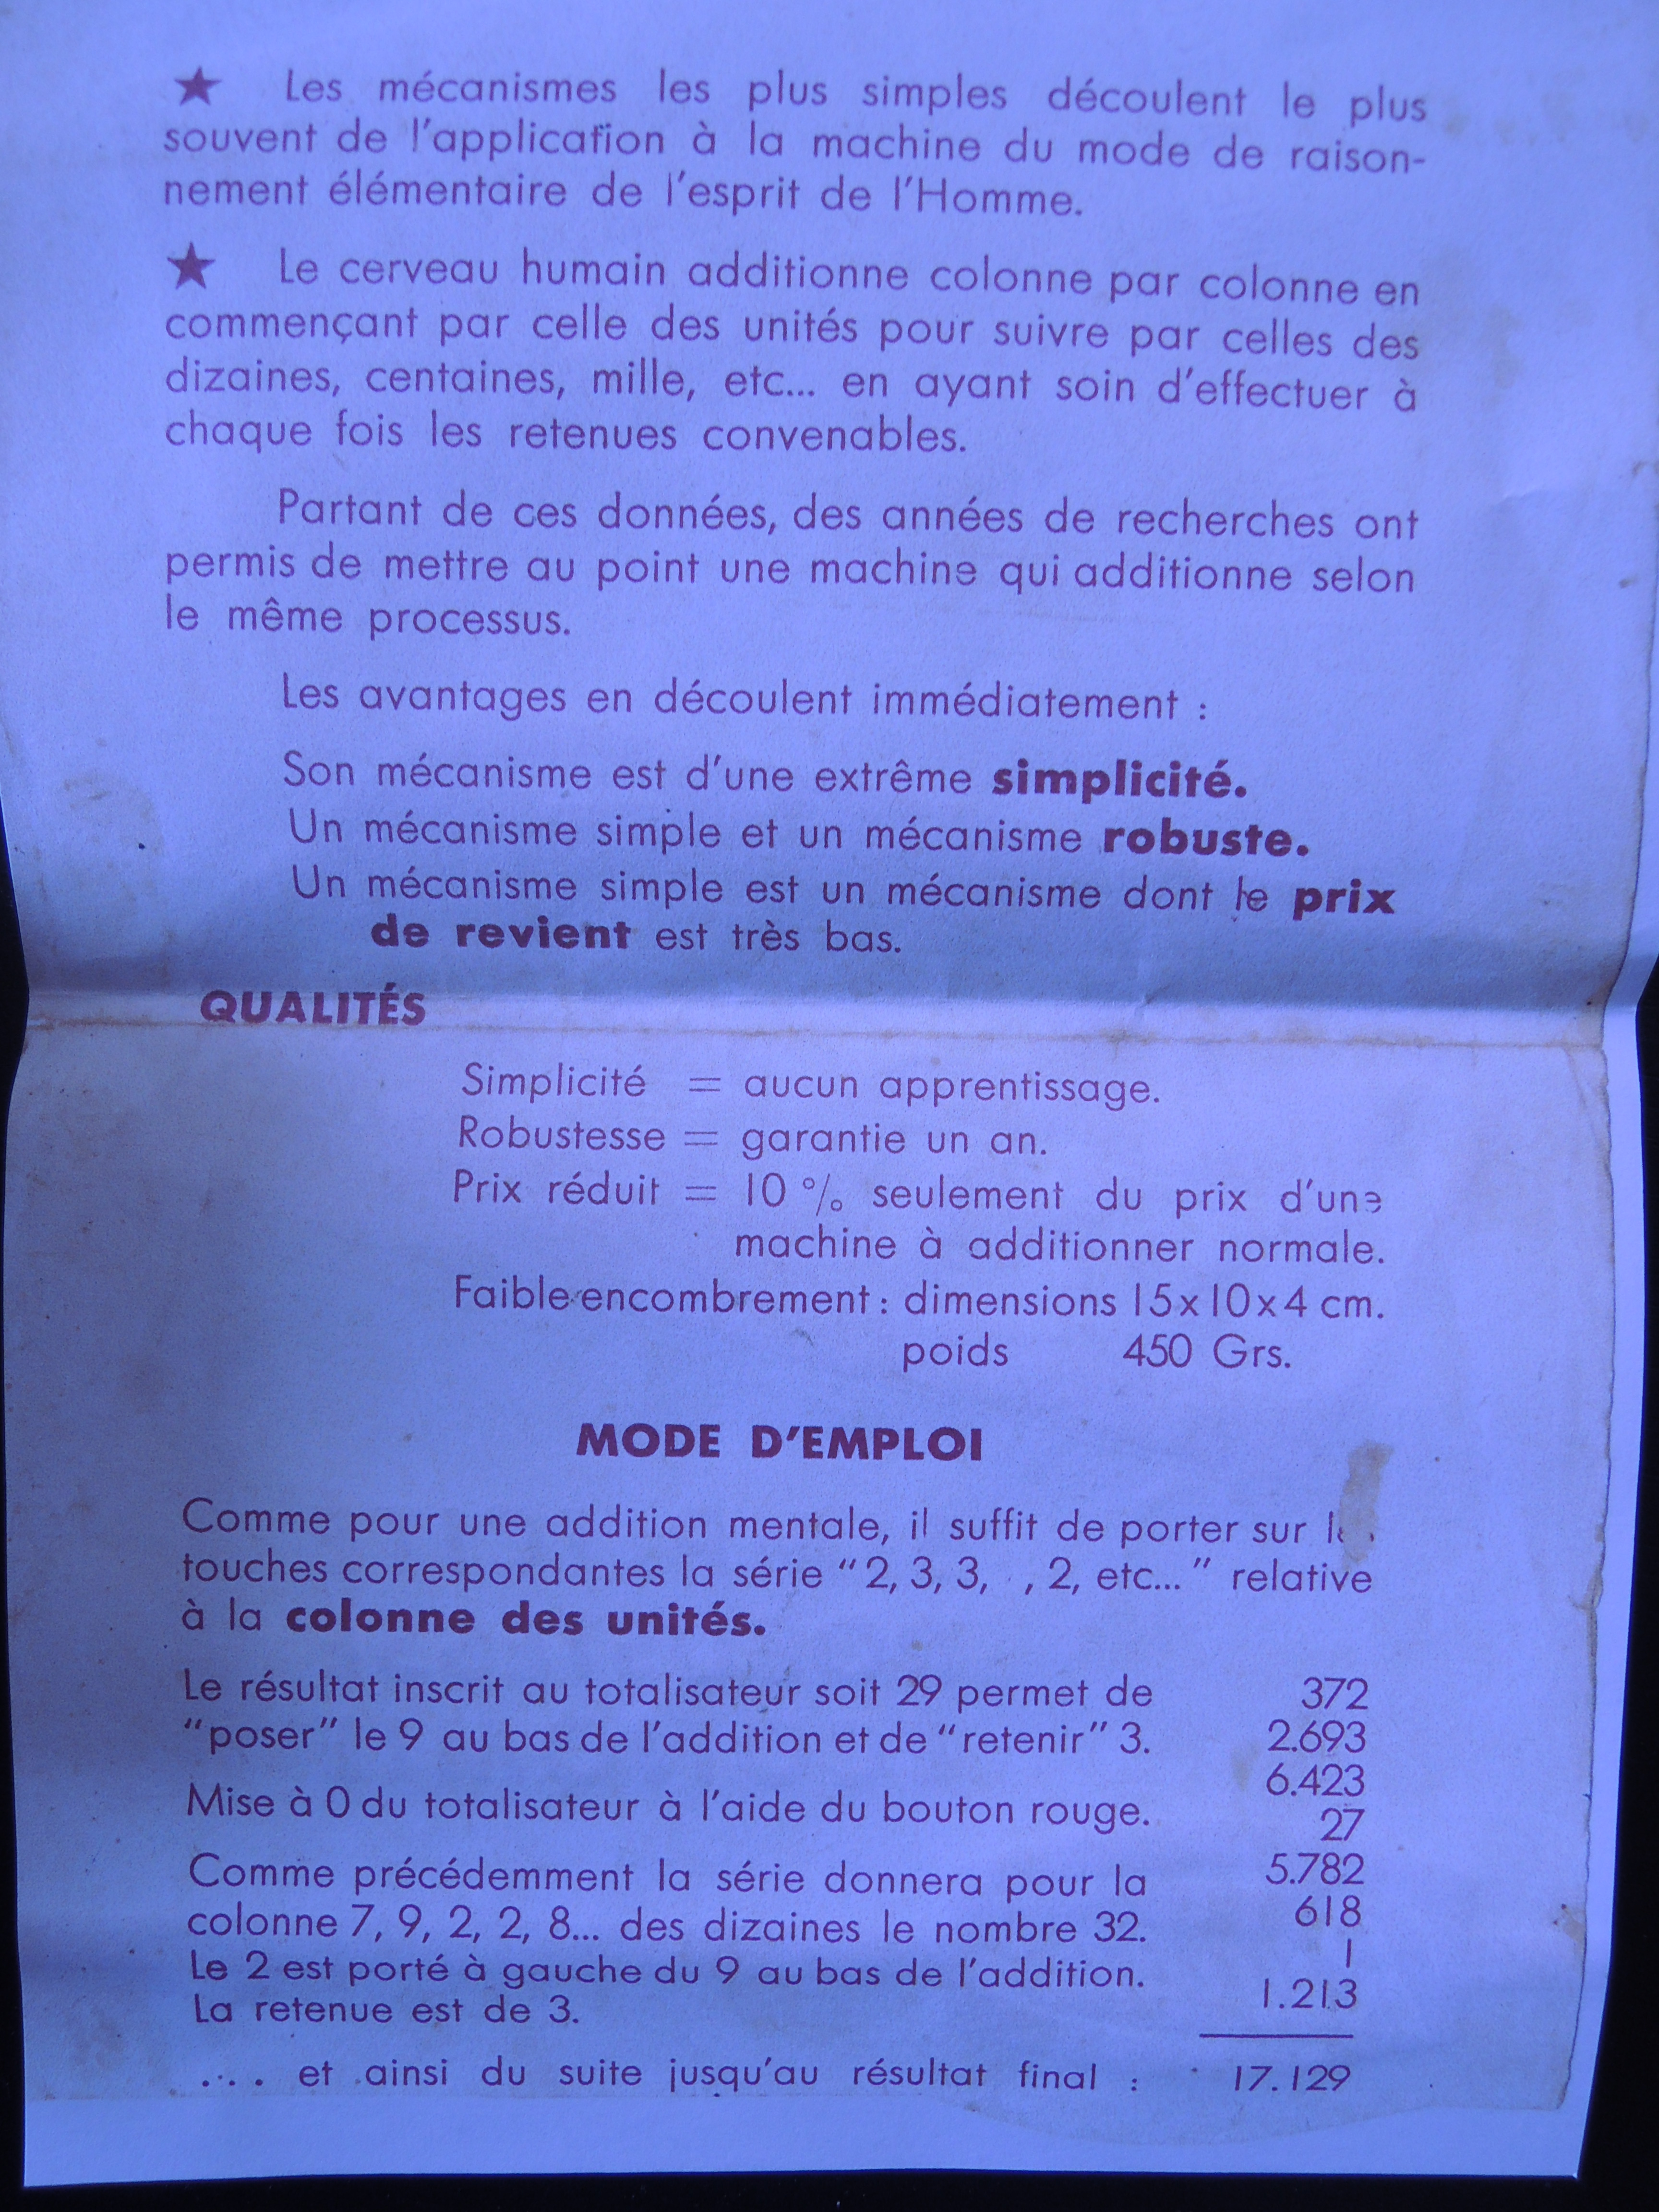 ★ Les mécanismes les plus simples découlent le plus
souvent de l'application à la machine du mode de raison-
nement élémentaire de l'esprit de l'Homme.
★ Le cerveau humain additionne colonne par colonne en
commençant par celle des unités pour suivre par celles des
dizaines, centaines, mille, etc... en ayant soin d'effectuer à
chaque fois les retenues convenables.
Partant de ces données, des années de recherches ont
permis de mettre au point une machine qui additionne selon
le même processus.
Les avantages en découlent immédiatement :
Son mécanisme est d'une extrême simplicité.
Un mécanisme simple et un mécanisme robuste.
Un mécanisme simple est un mécanisme dont le prix
de revient est très bas.
QUALITÉS
Simplicité = aucun apprentissage.
Robustesse = garantie un an.
Prix réduit = 10 % seulement du prix d'une
machine à additionner normale.
Faible encombrement : dimensions 15x10x4 cm.
poids 450 Grs.
MODE D'EMPLOI
Comme pour une addition mentale, il suffit de porter sur
touches correspondantes la série “2, 3, 3, , 2, etc...” relative
à la colonne des unités.
Le résultat inscrit au totalisateur soit 29 permet de
“poser” le 9 au bas de l'addition et de “retenir” 3.
Mise à 0 du totalisateur à l'aide du bouton rouge.
Comme précédemment la série donnera pour la
colonne 7, 9, 2, 2, 8... des dizaines le nombre 32.
Le 2 est porté à gauche du 9 au bas de l'addition.
La retenue est de 3.
.... et ainsi du suite jusqu'au résultat final :
372
2.693
6.423
27
5.782
618
1
1.213
17.129